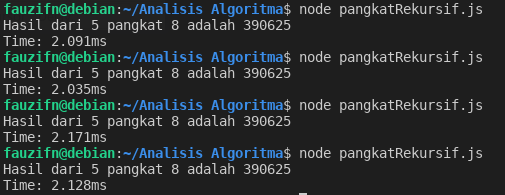 fauzifn@debian:~/Analisis Algoritma$ node pangkatRekursif.js
Hasil dari 5 pangkat 8 adalah 390625
Time: 2.091ms
fauzifn@debian:~/Analisis Algoritma$ node pangkatRekursif.js
Hasil dari 5 pangkat 8 adalah 390625
Time: 2.035ms
fauzifn@debian:~/Analisis Algoritma$ node pangkatRekursif.js
Hasil dari 5 pangkat 8 adalah 390625
Time: 2.171ms
fauzifn@debian:~/Analisis Algoritma$ node pangkatRekursif.js
Hasil dari 5 pangkat 8 adalah 390625
Time: 2.128ms